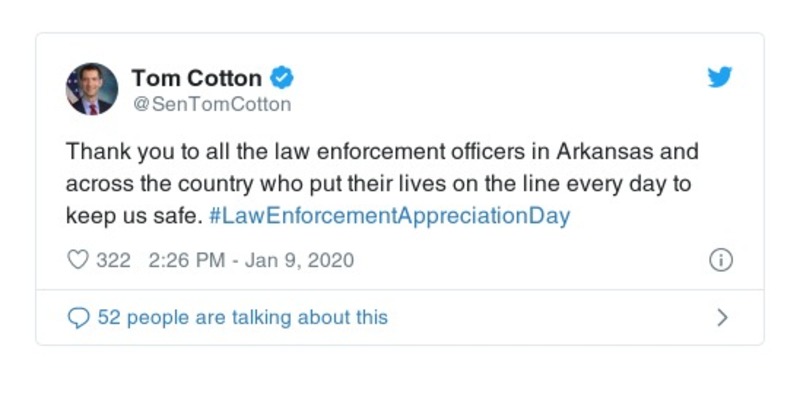 Tom Cotton
@SenTomCotton
Thank you to all the law enforcement officers in Arkansas and
across the country who put their lives on the line every day to
keep us safe. #LawEnforcementAppreciationDay
322 2:26 PM - Jan 9, 2020
52 people are talking about this